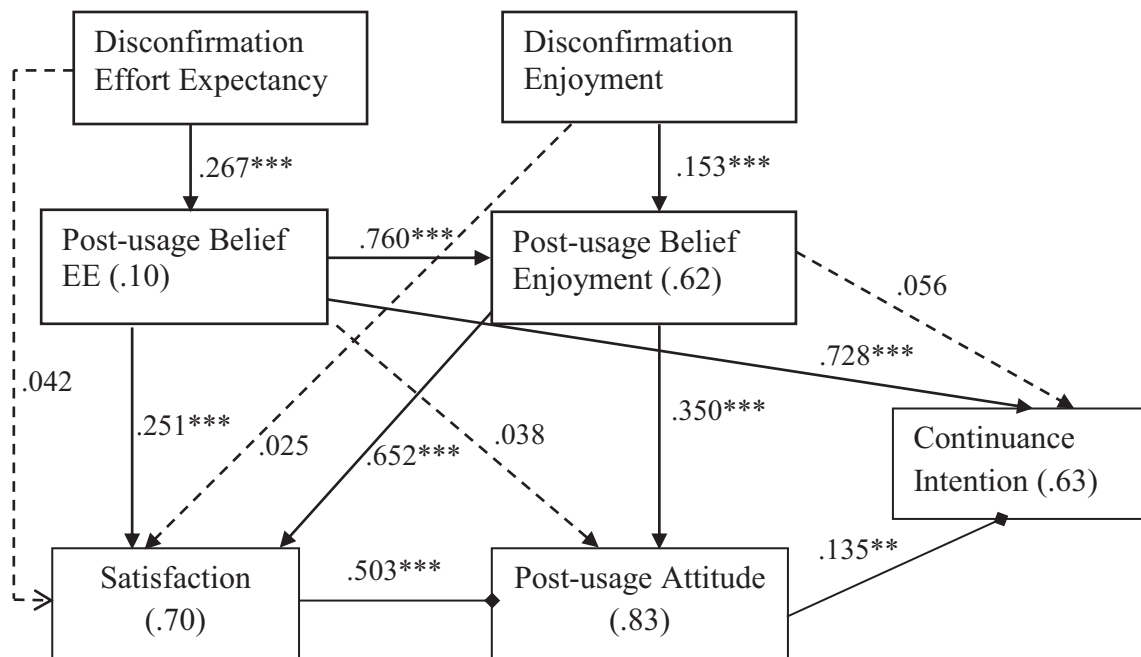 Disconfirmation
Effort Expectancy
Disconfirmation
Enjoyment
.267***
.153***
Post-usage Belief
EE (.10)
.760***
Post-usage Belief
Enjoyment (.62)
.056
.728***
.042
.251***
.025
.652***
.038
.350***
Continuance
Intention (.63)
Satisfaction
(.70)
.503***
Post-usage Attitude
(.83)
.135**